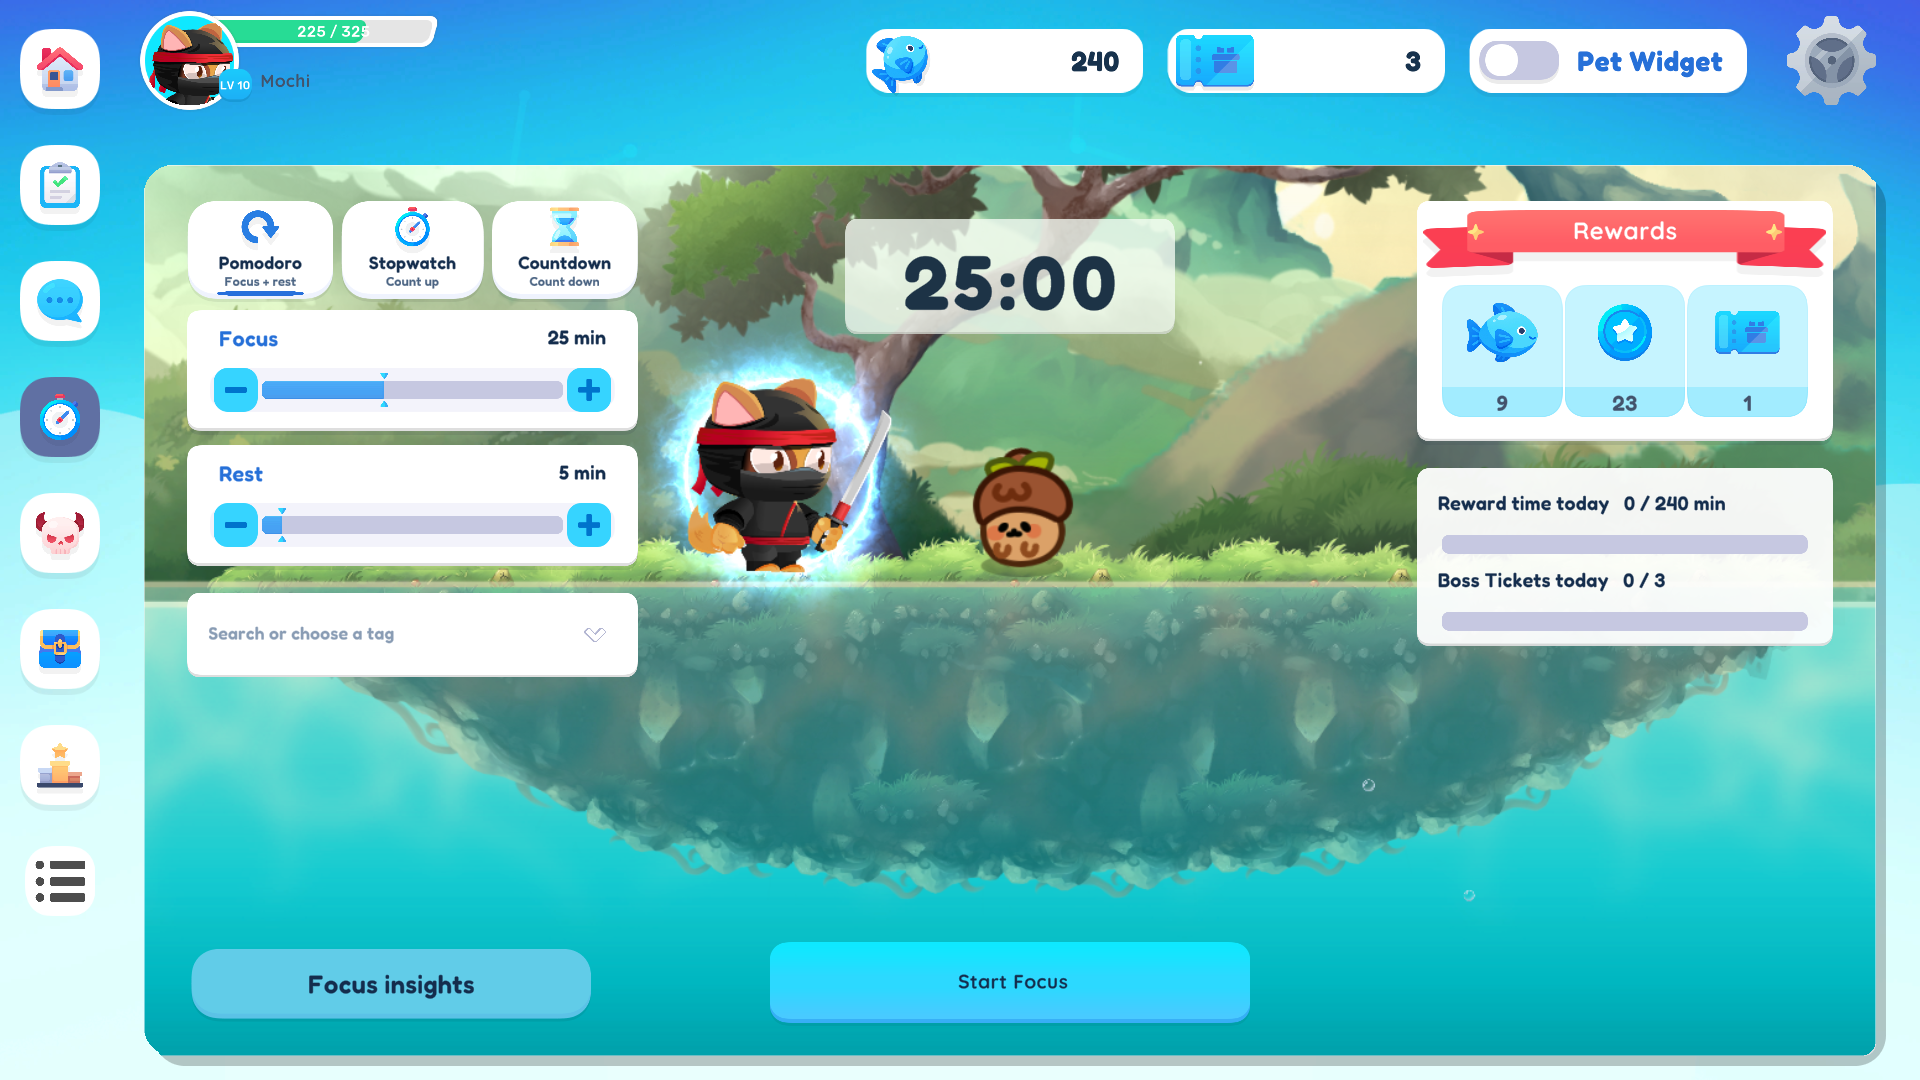 225 / 325
LV 10
Mochi
240
3
Pet Widget
Pomodoro
Focus + rest
Stopwatch
Count up
Countdown
Count down
25:00
Rewards
9
23
1
Focus
25 min
Rest
5 min
Reward time today 0 / 240 min
Boss Tickets today 0 / 3
Search or choose a tag
Focus insights
Start Focus